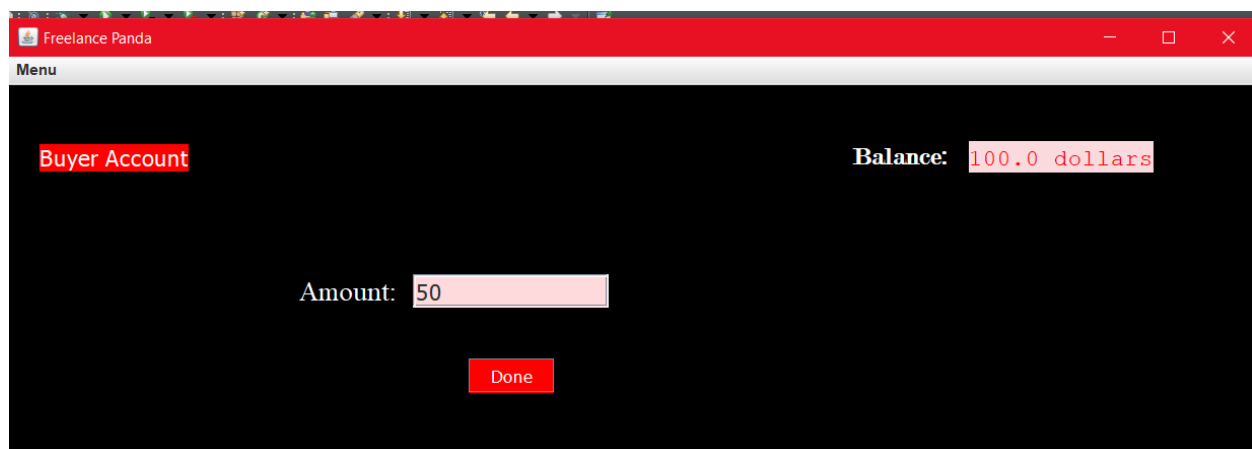 Freelance Panda
Menu
Buyer Account
Balance: 100.0 dollars
Amount: 50
Done